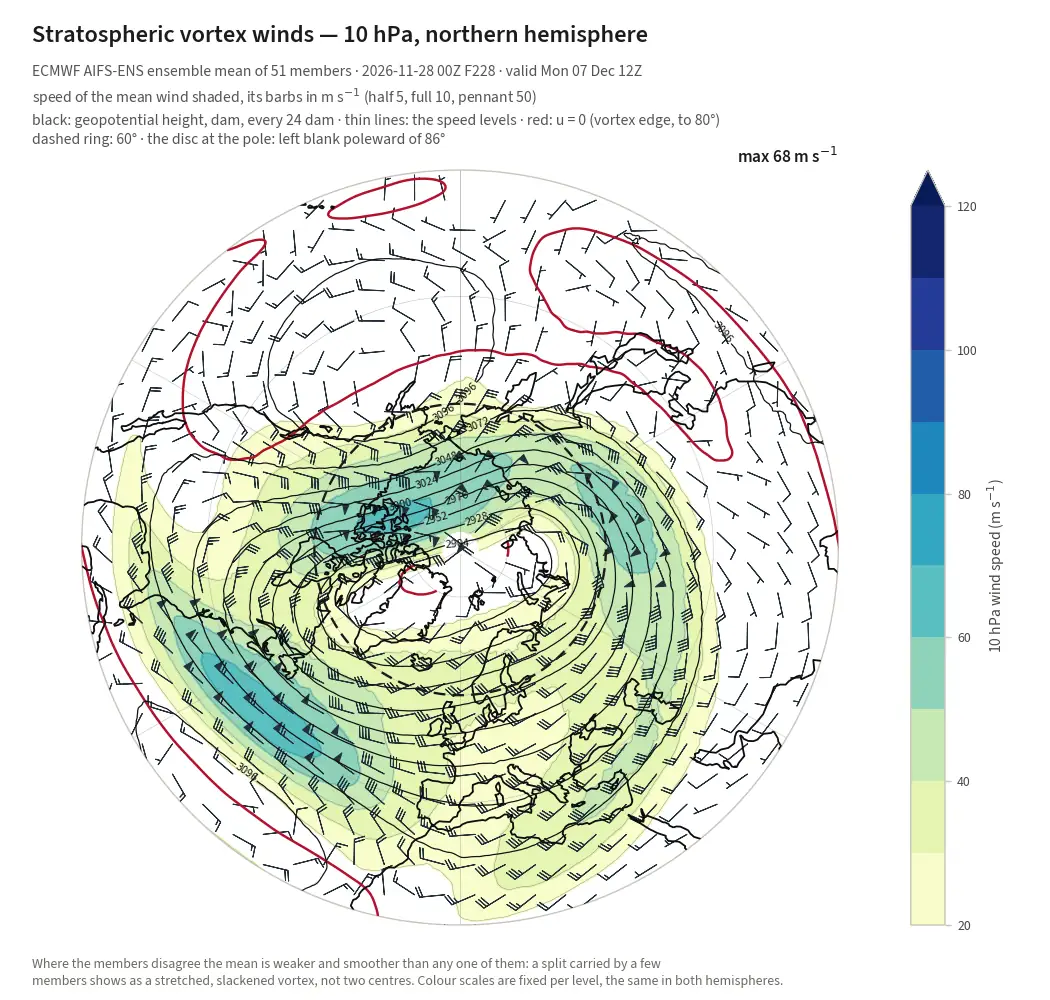 Stratospheric vortex winds — 10 hPa, northern hemisphere
ECMWF AIFS-ENS ensemble mean of 51 members · 2026-11-28 00Z F228 · valid Mon 07 Dec 12Z
speed of the mean wind shaded, its barbs in m s⁻¹ (half 5, full 10, pennant 50)
black: geopotential height, dam, every 24 dam · thin lines: the speed levels · red: u = 0 (vortex edge, to 80°)
dashed ring: 60° · the disc at the pole: left blank poleward of 86°
max 68 m s⁻¹
120
100
80
60
40
20
10 hPa wind speed (m s⁻¹)
3096
3096
3096
3072
3048
3024
2976
2952
2928
3096
Where the members disagree the mean is weaker and smoother than any one of them: a split carried by a few
members shows as a stretched, slackened vortex, not two centres. Colour scales are fixed per level, the same in both hemispheres.